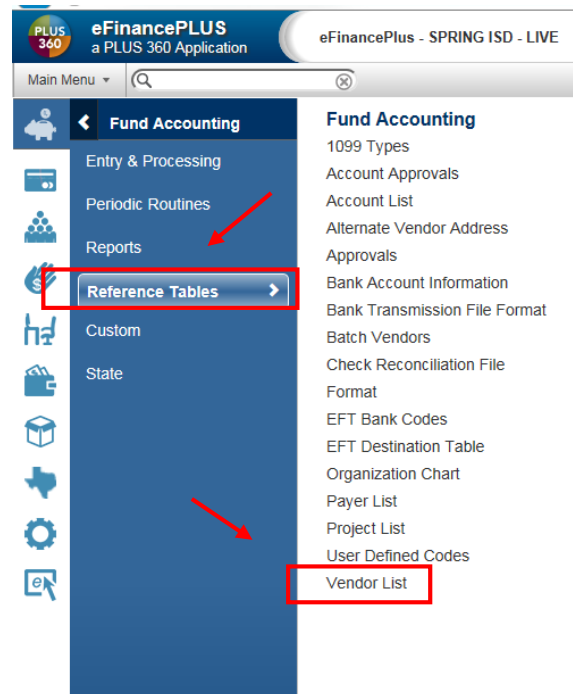 PLUS 360
eFinancePLUS
a PLUS 360 Application
eFinancePlus - SPRING ISD - LIVE
Main Menu
Fund Accounting
Entry & Processing
Periodic Routines
Reports
Reference Tables
Custom
State
Fund Accounting
1099 Types
Account Approvals
Account List
Alternate Vendor Address
Approvals
Bank Account Information
Bank Transmission File Format
Batch Vendors
Check Reconciliation File
Format
EFT Bank Codes
EFT Destination Table
Organization Chart
Payer List
Project List
User Defined Codes
Vendor List